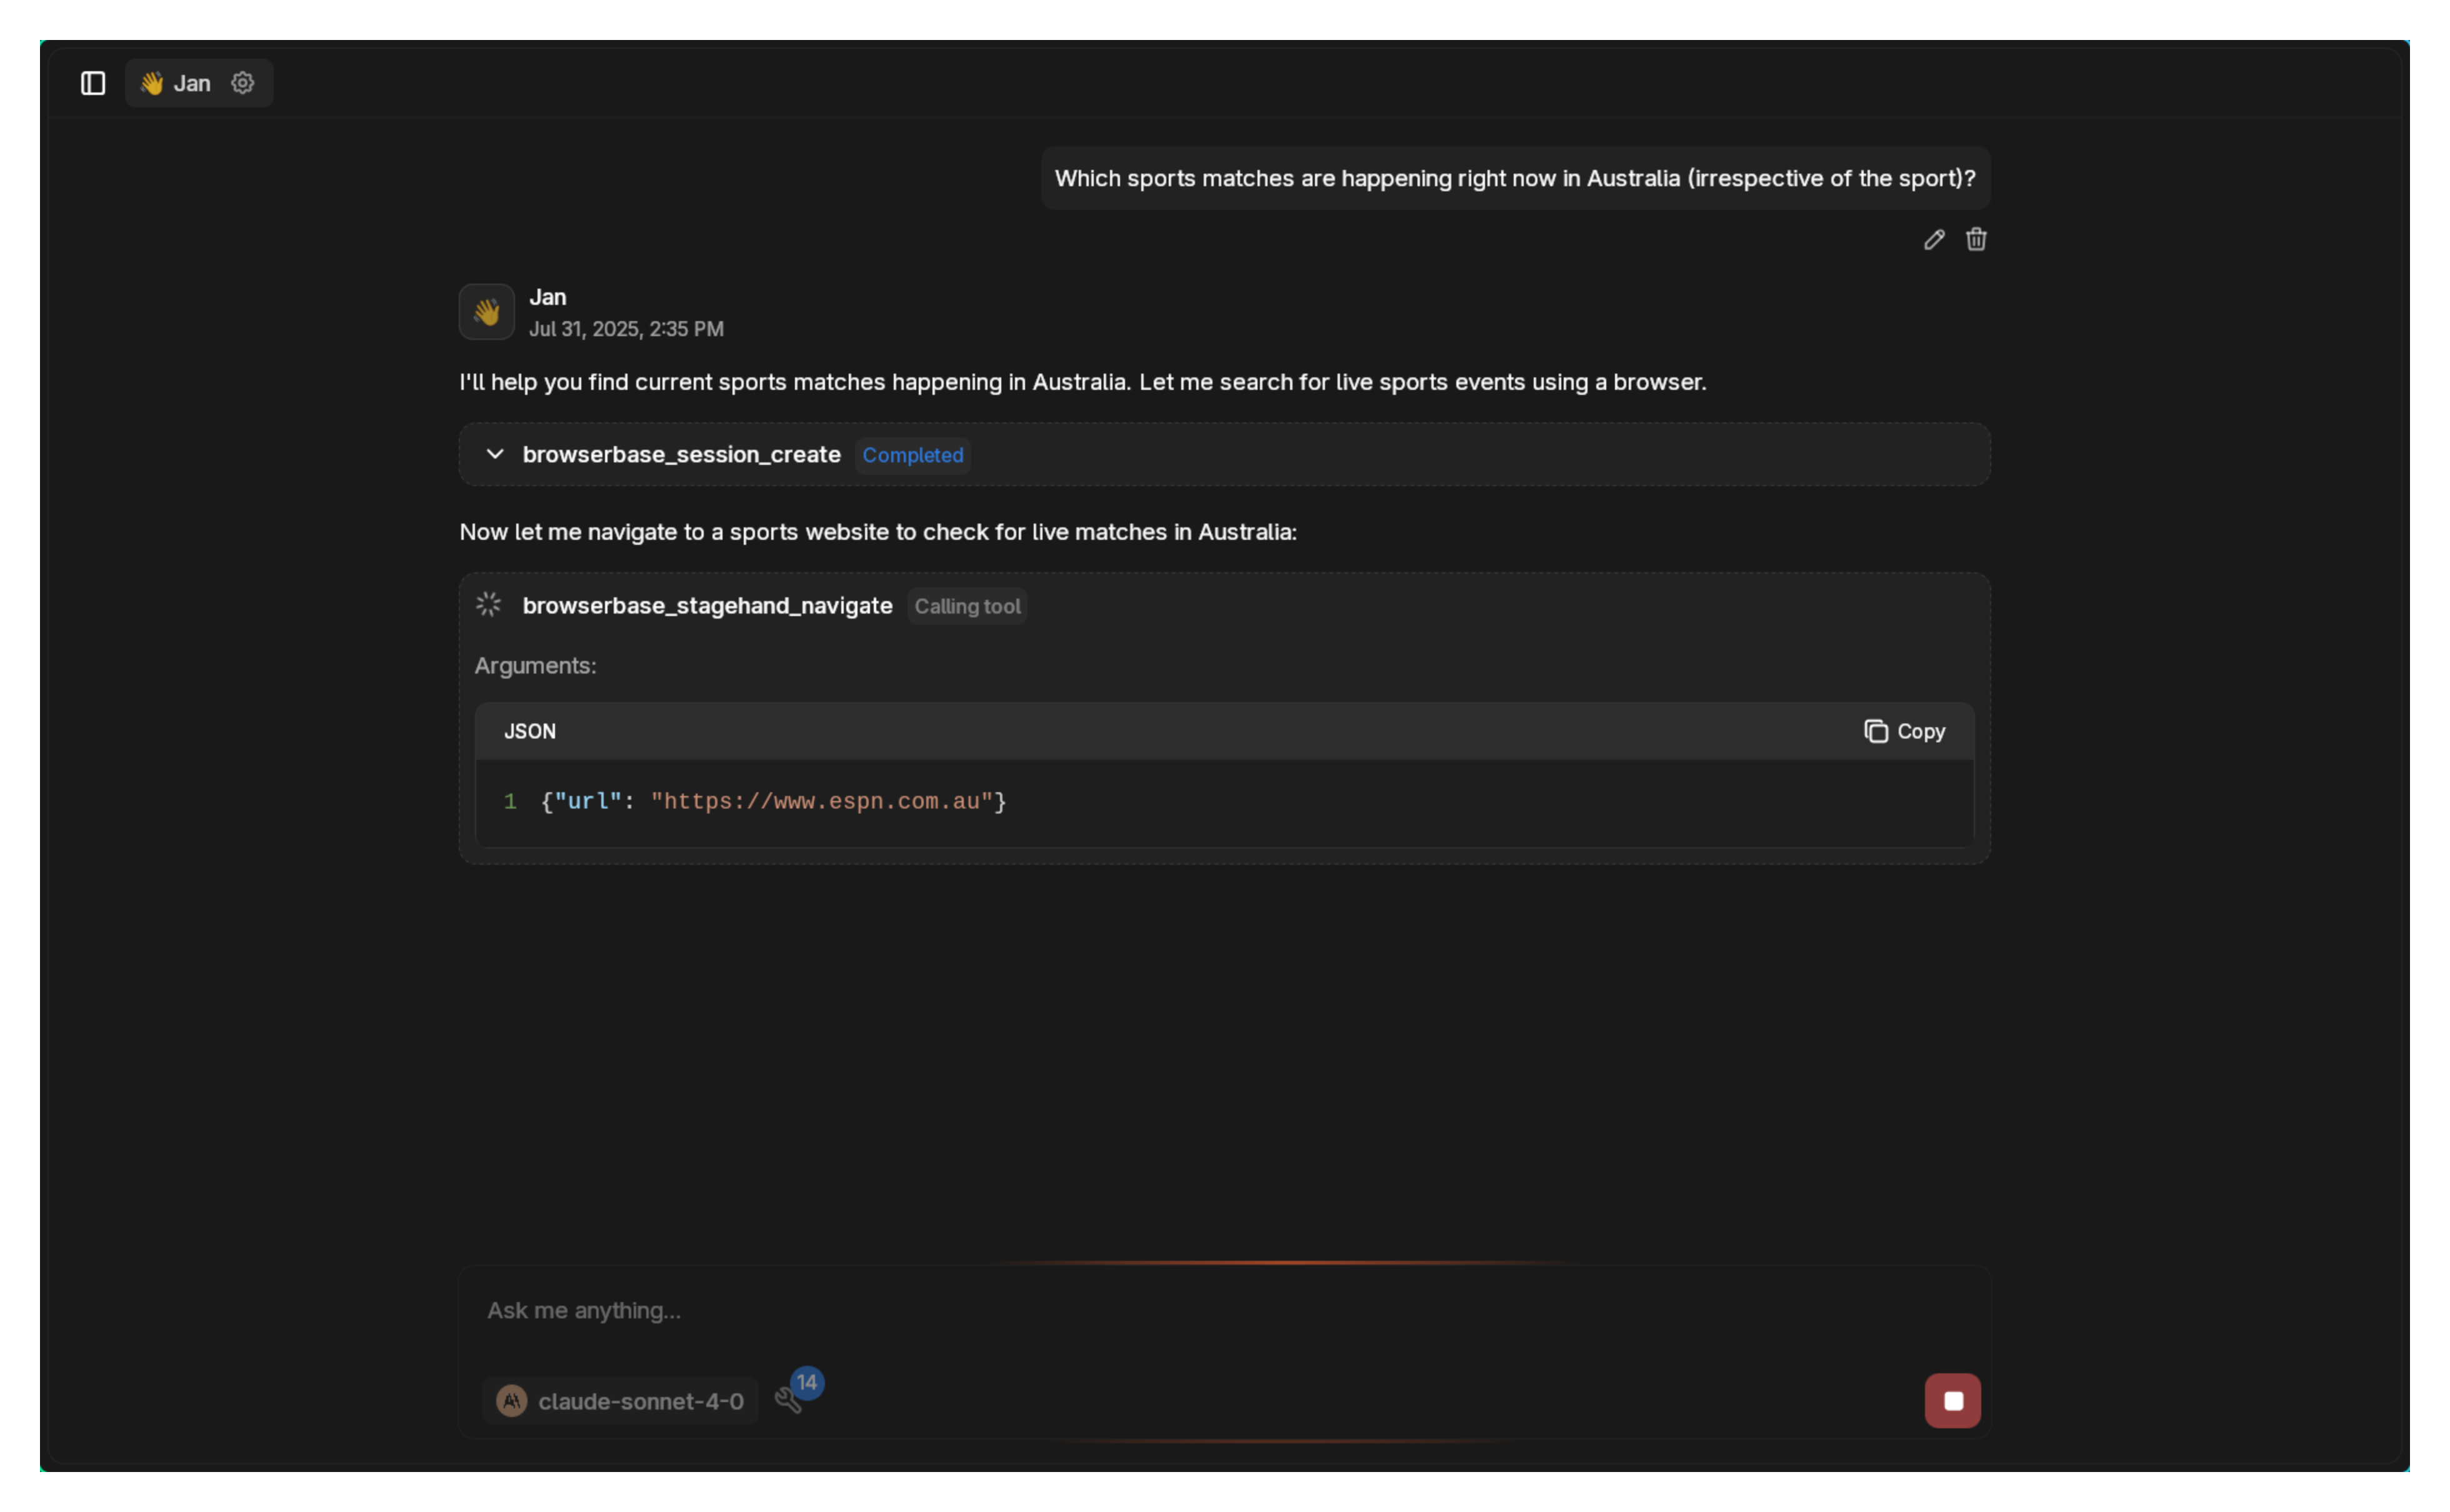 👋 Jan
Which sports matches are happening right now in Australia (irrespective of the sport)?
👋 Jan
Jul 31, 2025, 2:35 PM
I'll help you find current sports matches happening in Australia. Let me search for live sports events using a browser.
browserbase_session_create Completed
Now let me navigate to a sports website to check for live matches in Australia:
browserbase_stagehand_navigate Calling tool
Arguments:
JSON Copy
1 {"url": "https://www.espn.com.au"}
Ask me anything...
claude-sonnet-4-0 14